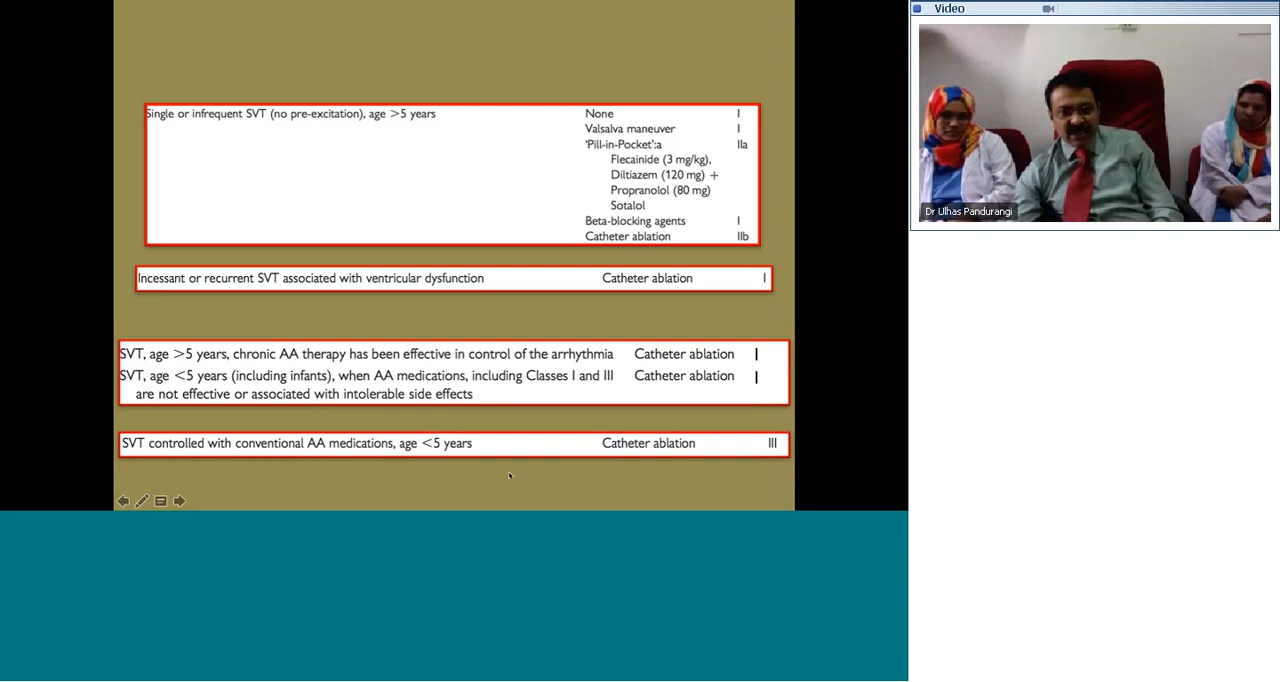 Video
Single or infrequent SVT (no pre-excitation), age >5 years None I
Valsalva maneuver I
'Pill-in-Pocket':a IIa
Flecainide (3 mg/kg),
Diltiazem (120 mg) +
Propranolol (80 mg)
Sotalol
Beta-blocking agents I
Catheter ablation IIb
Incessant or recurrent SVT associated with ventricular dysfunction Catheter ablation I
SVT, age >5 years, chronic AA therapy has been effective in control of the arrhythmia Catheter ablation I
SVT, age <5 years (including infants), when AA medications, including Classes I and III Catheter ablation I
are not effective or associated with intolerable side effects
SVT controlled with conventional AA medications, age <5 years Catheter ablation III
Dr Ulhas Pandurangi